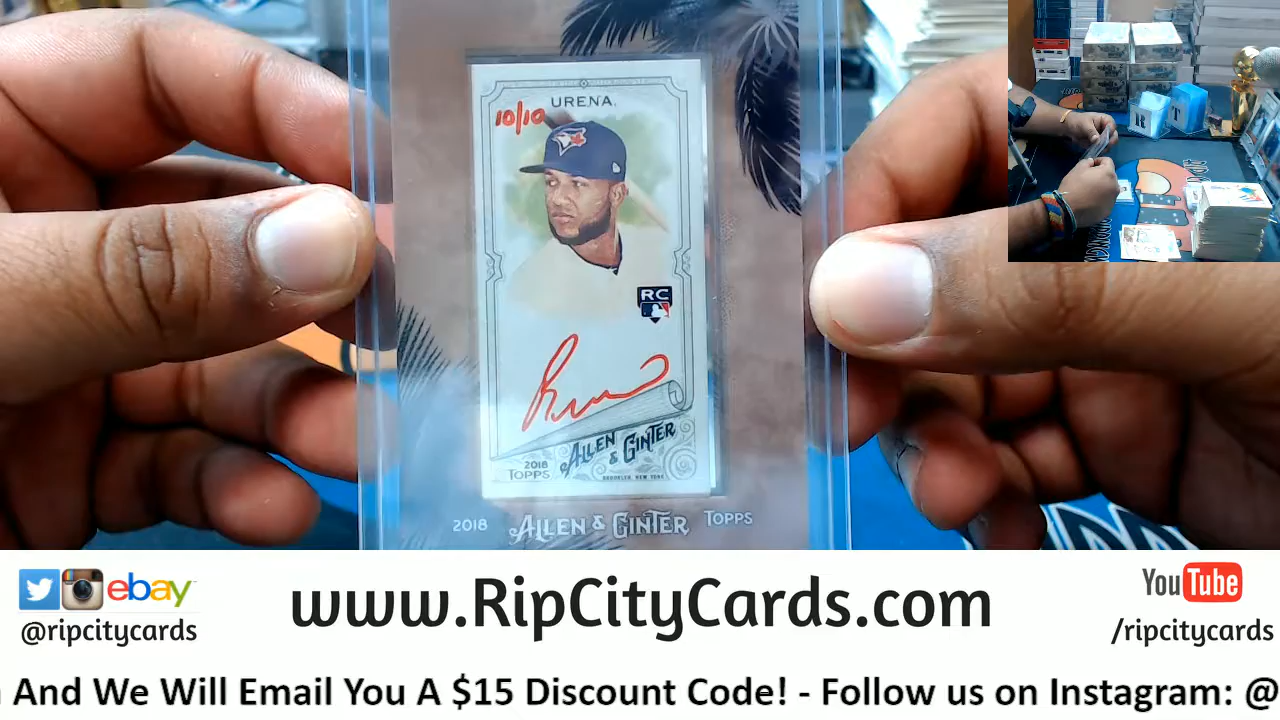 URENA
10/10
RC
2018
TOPPS
ALLEN
& GINTER
BROOKLYN, NEW YORK
2018 ALLEN & GINTER TOPPS
R T
ebay
@ripcitycards
www.RipCityCards.com
YouTube
/ripcitycards
And We Will Email You A $15 Discount Code! - Follow us on Instagram: @